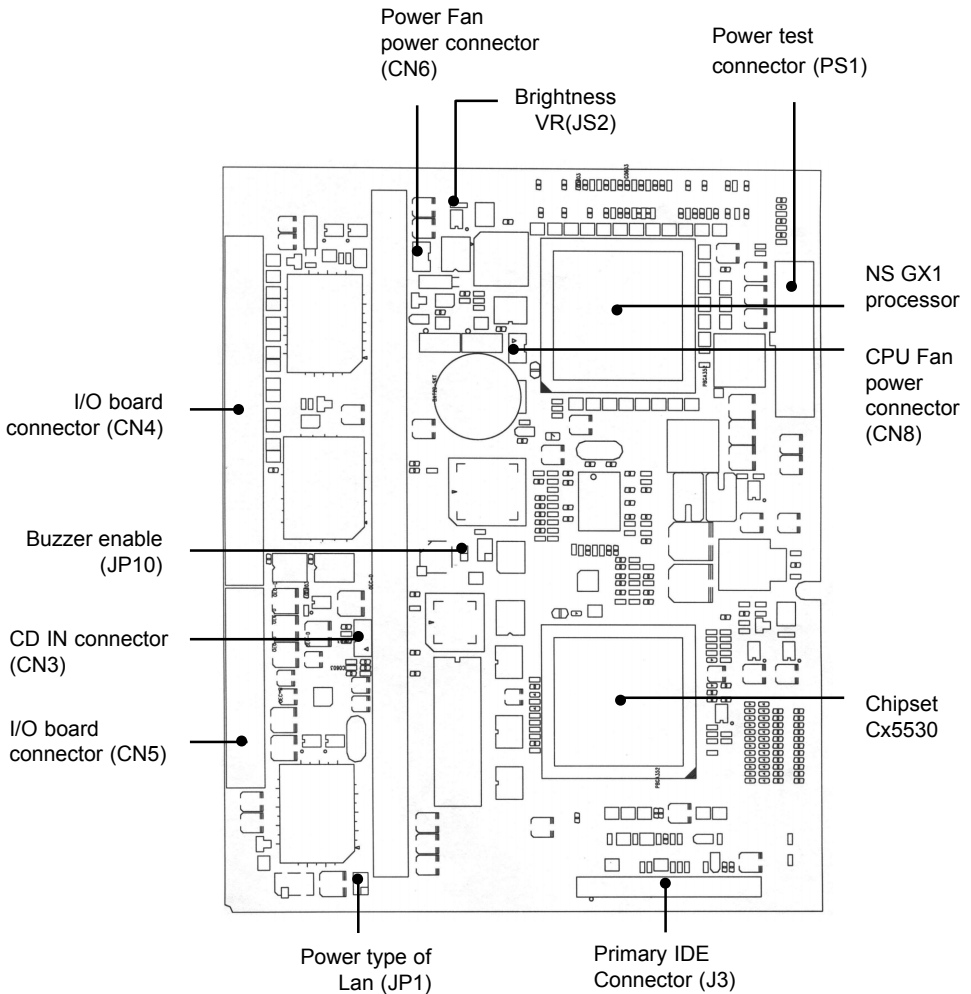 Power Fan
power connector
(CN6)
Power test
connector (PS1)
Brightness
VR(JS2)
NS GX1
processor
CPU Fan
power
connector
(CN8)
I/O board
connector (CN4)
Buzzer enable
(JP10)
CD IN connector
(CN3)
I/O board
connector (CN5)
Chipset
Cx5530
Power type of
Lan (JP1)
Primary IDE
Connector (J3)